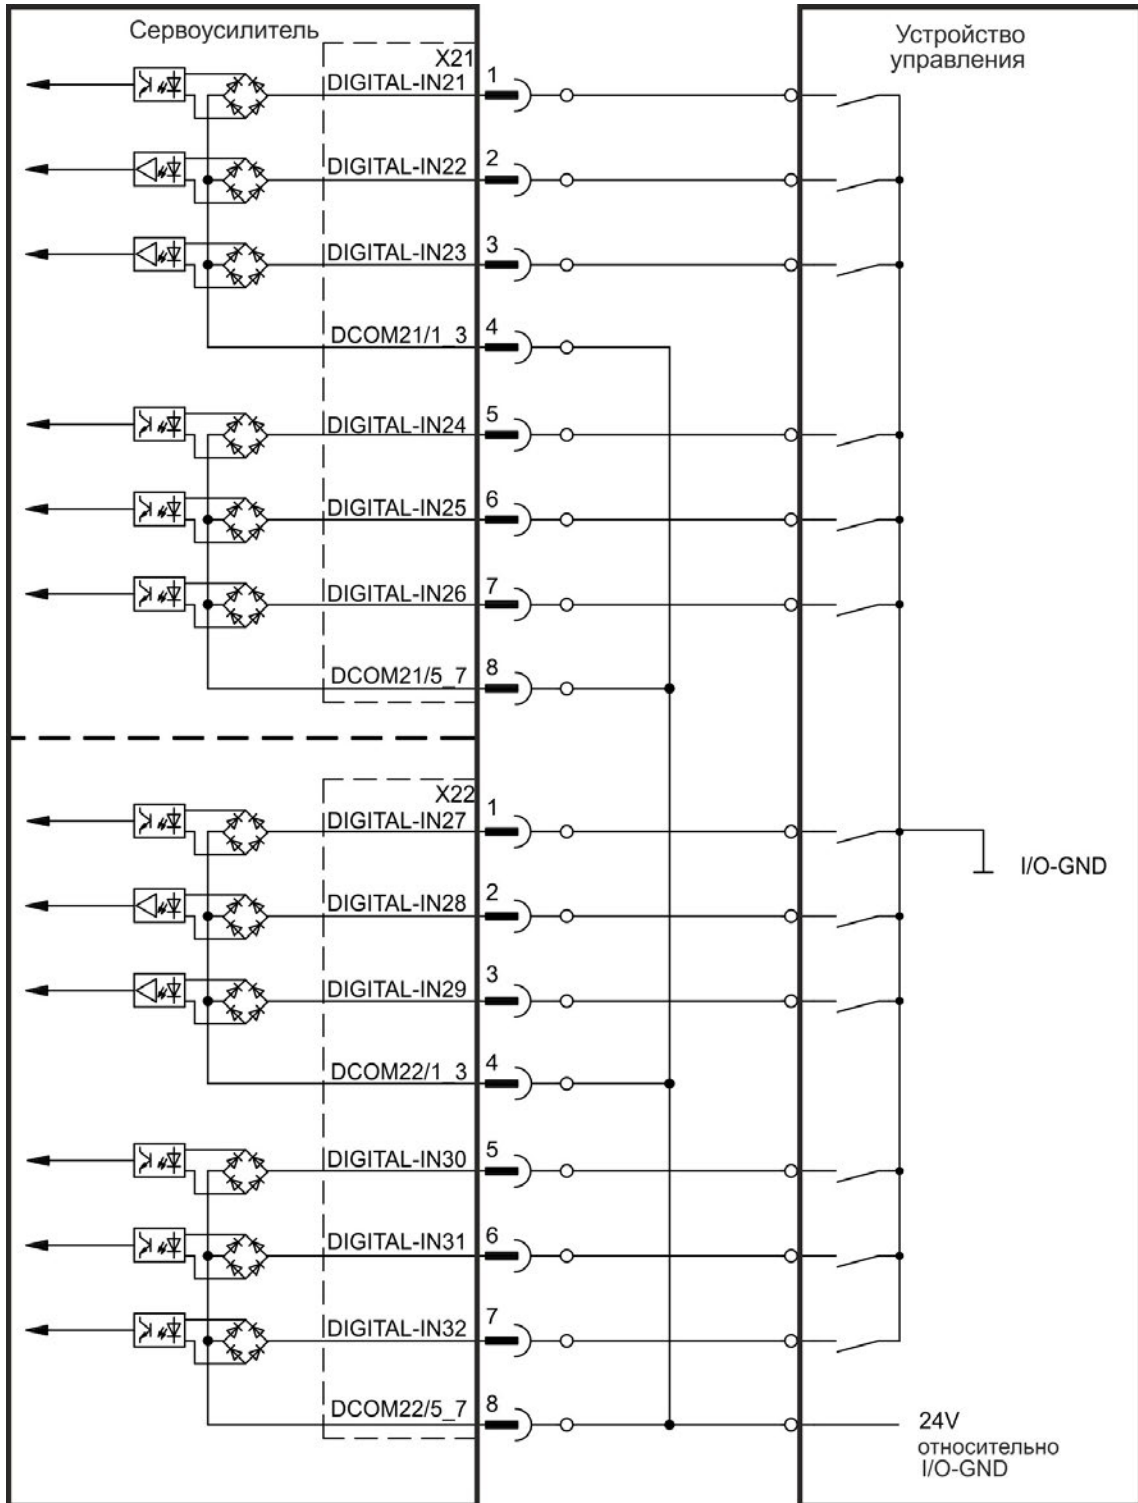 Сервоусилитель
Устройство
управления
X21
DIGITAL-IN21 1
DIGITAL-IN22 2
DIGITAL-IN23 3
DCOM21/1_3 4
DIGITAL-IN24 5
DIGITAL-IN25 6
DIGITAL-IN26 7
DCOM21/5_7 8
X22
DIGITAL-IN27 1
I/O-GND
DIGITAL-IN28 2
DIGITAL-IN29 3
DCOM22/1_3 4
DIGITAL-IN30 5
DIGITAL-IN31 6
DIGITAL-IN32 7
DCOM22/5_7 8
24V
относительно
I/O-GND